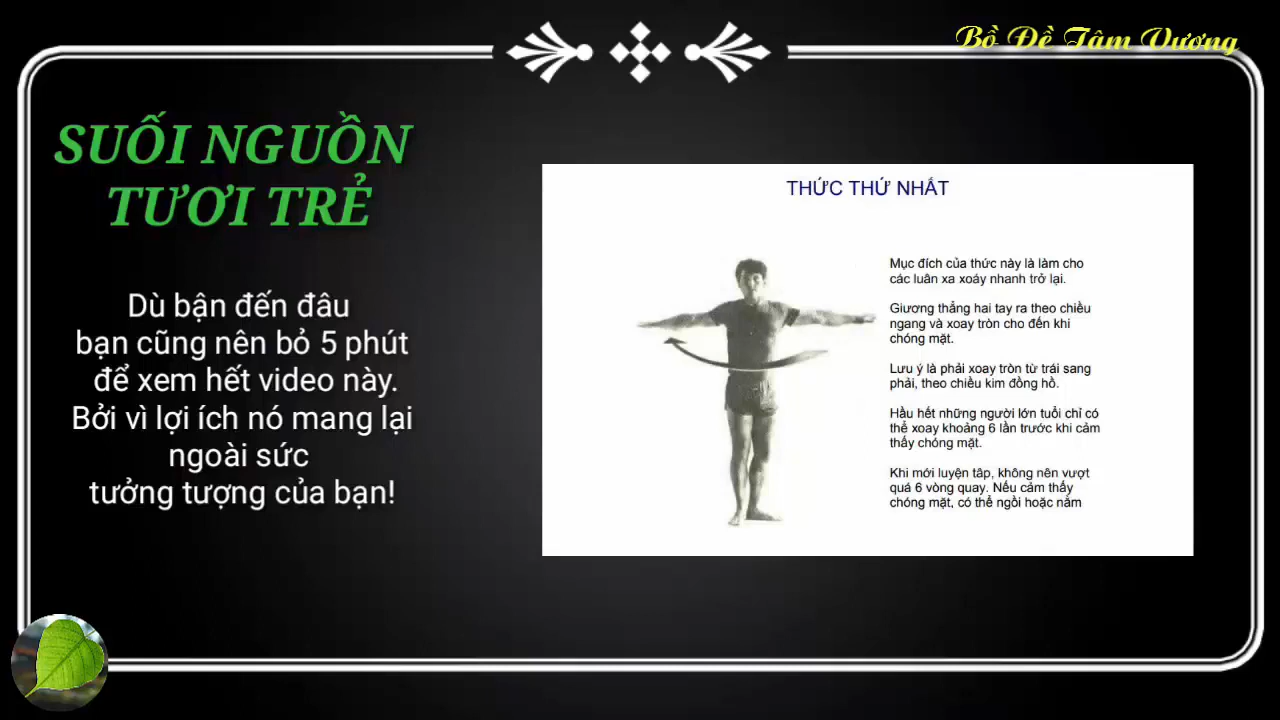 Bồ Đề Tâm Vương
SUỐI NGUỒN
TƯƠI TRẺ
Dù bận đến đâu
bạn cũng nên bỏ 5 phút
để xem hết video này.
Bởi vì lợi ích nó mang lại
ngoài sức
tưởng tượng của bạn!
THỨC THỨ NHẤT
Mục đích của thức này là làm cho
các luân xa xoáy nhanh trở lại.
Giương thẳng hai tay ra theo chiều
ngang và xoay tròn cho đến khi
chóng mặt.
Lưu ý là phải xoay tròn từ trái sang
phải, theo chiều kim đồng hồ.
Hầu hết những người lớn tuổi chỉ có
thể xoay khoảng 6 lần trước khi cảm
thấy chóng mặt.
Khi mới luyện tâp, không nên vượt
quá 6 vòng quay. Nếu cảm thấy
chóng mặt, có thể ngồi hoặc nằm